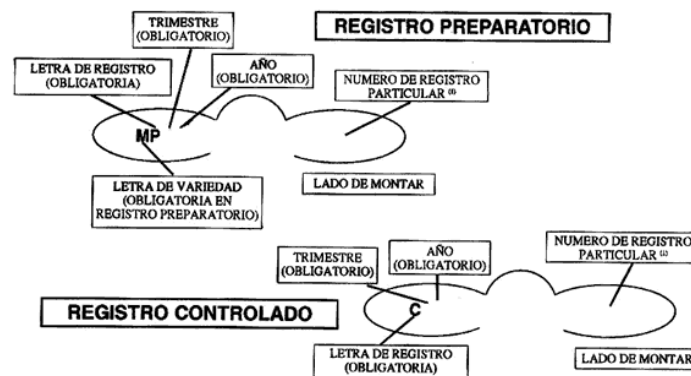 TRIMESTRE
(OBLIGATORIO)
REGISTRO PREPARATORIO
LETRA DE REGISTRO
(OBLIGATORIA)
AÑO
(OBLIGATORIO)
NUMERO DE REGISTRO
PARTICULAR
MP
LETRA DE VARIEDAD
(OBLIGATORIA EN
REGISTRO PREPARATORIO)
LADO DE MONTAR
TRIMESTRE
(OBLIGATORIO)
AÑO
(OBLIGATORIO)
NUMERO DE REGISTRO
PARTICULAR (1)
REGISTRO CONTROLADO
C
LETRA DE REGISTRO
(OBLIGATORIA)
LADO DE MONTAR